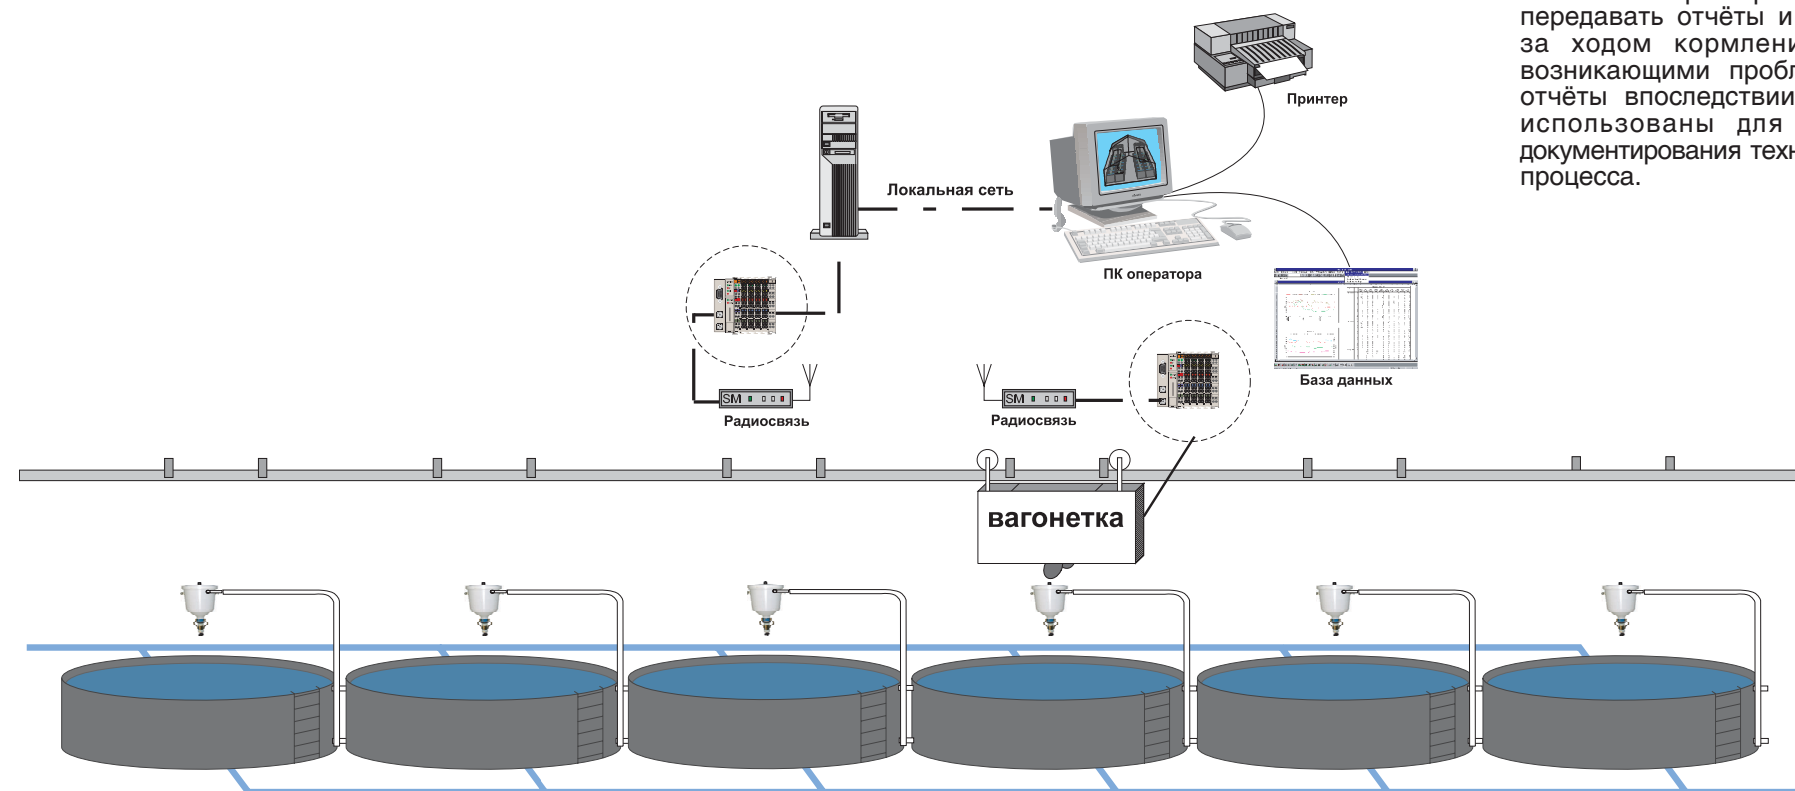 передавать отчёты и
за ходом кормлени
возникающими пробл
отчёты впоследствии
использованы для
документирования техн
процесса.
Принтер
Локальная сеть
ПК оператора
База данных
SM
Радиосвязь
SM
Радиосвязь
вагонетка